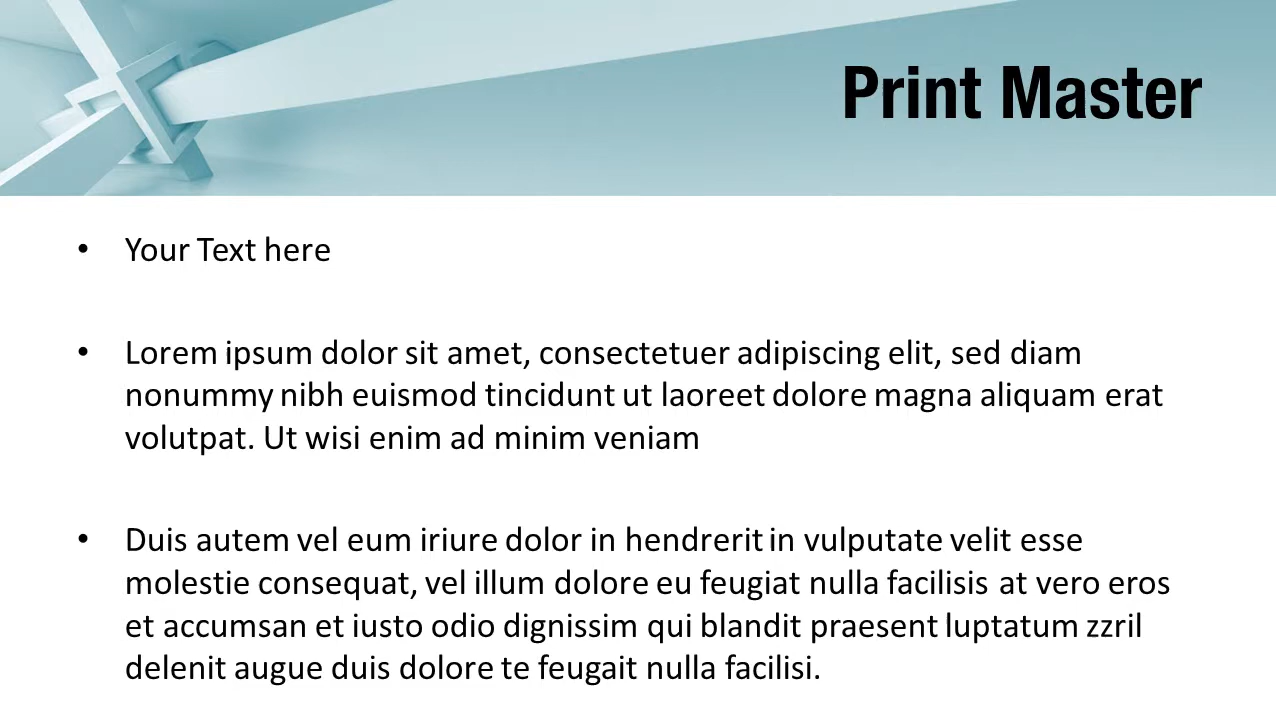 Print Master
• Your Text here
• Lorem ipsum dolor sit amet, consectetuer adipiscing elit, sed diam
nonummy nibh euismod tincidunt ut laoreet dolore magna aliquam erat
volutpat. Ut wisi enim ad minim veniam
• Duis autem vel eum iriure dolor in hendrerit in vulputate velit esse
molestie consequat, vel illum dolore eu feugiat nulla facilisis at vero eros
et accumsan et iusto odio dignissim qui blandit praesent luptatum zzril
delenit augue duis dolore te feugait nulla facilisi.